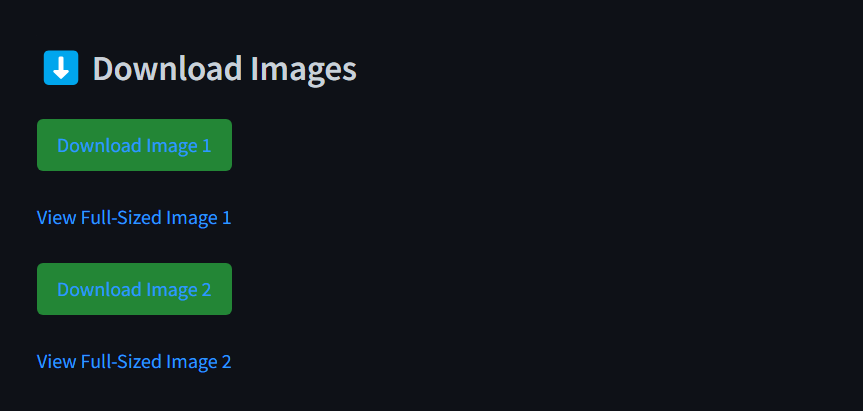 Download Images
Download Image 1
View Full-Sized Image 1
Download Image 2
View Full-Sized Image 2